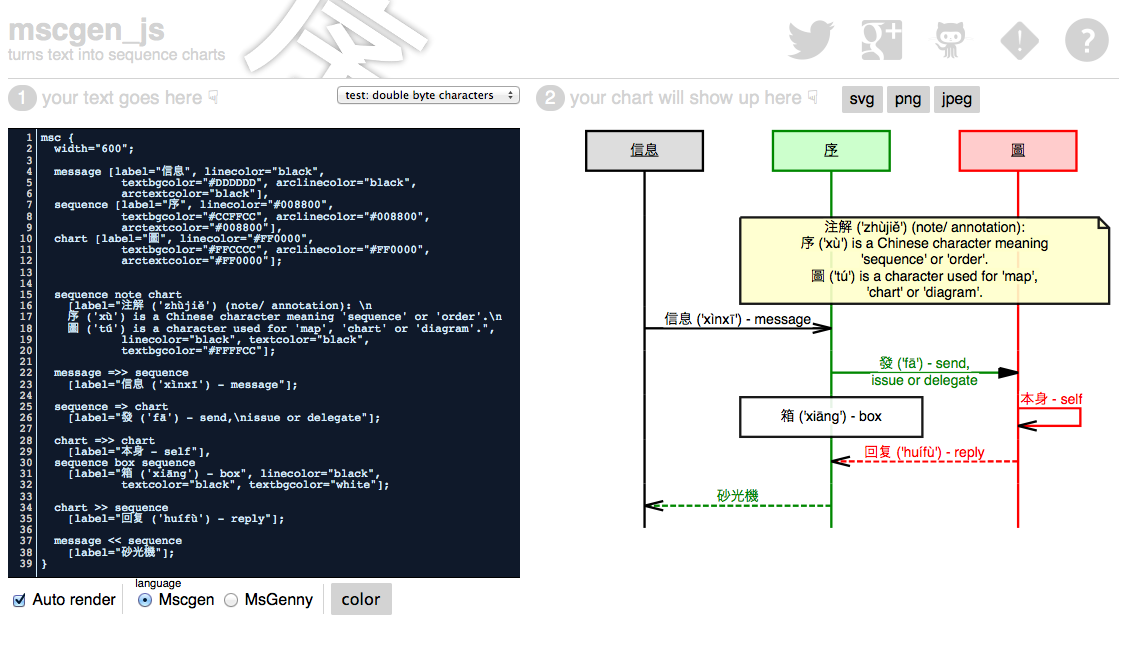 mscgen_js
turns text into sequence charts
1 your text goes here
test: double byte characters
2 your chart will show up here
svg png jpeg
1 msc {
2 width="600";
3
4 message [label="信息", linecolor="black",
5 textbgcolor="#DDDDDD", arclinecolor="black",
6 arctextcolor="black"],
7 sequence [label="序", linecolor="#008800",
8 textbgcolor="#CCFFCC", arclinecolor="#008800",
9 arctextcolor="#008800"],
10 chart [label="圖", linecolor="#FF0000",
11 textbgcolor="#FFCCCC", arclinecolor="#FF0000",
12 arctextcolor="#FF0000"];
13
14
15 sequence note chart
16 [label="注解 ('zhùjiě') (note/ annotation): \n
17 序 ('xù') is a Chinese character meaning 'sequence' or 'order'.\n
18 圖 ('tú') is a character used for 'map', 'chart' or 'diagram'.",
19 linecolor="black", textcolor="black",
20 textbgcolor="#FFFFCC"];
21
22 message =>> sequence
23 [label="信息 ('xìnxī') - message"];
24
25 sequence => chart
26 [label="發 ('fā') - send,\nissue or delegate"];
27
28 chart =>> chart
29 [label="本身 - self"],
30 sequence box sequence
31 [label="箱 ('xiāng') - box", linecolor="black",
32 textcolor="black", textbgcolor="white"];
33
34 chart >> sequence
35 [label="回复 ('huífù') - reply"];
36
37 message << sequence
38 [label="砂光機"];
39 }
信息
序
圖
注解 ('zhùjiě') (note/ annotation):
序 ('xù') is a Chinese character meaning
'sequence' or 'order'.
圖 ('tú') is a character used for 'map',
'chart' or 'diagram'.
信息 ('xìnxī') - message
發 ('fā') - send,
issue or delegate
本身 - self
箱 ('xiāng') - box
回复 ('huífù') - reply
砂光機
Auto render
language
Mscgen MsGenny
color